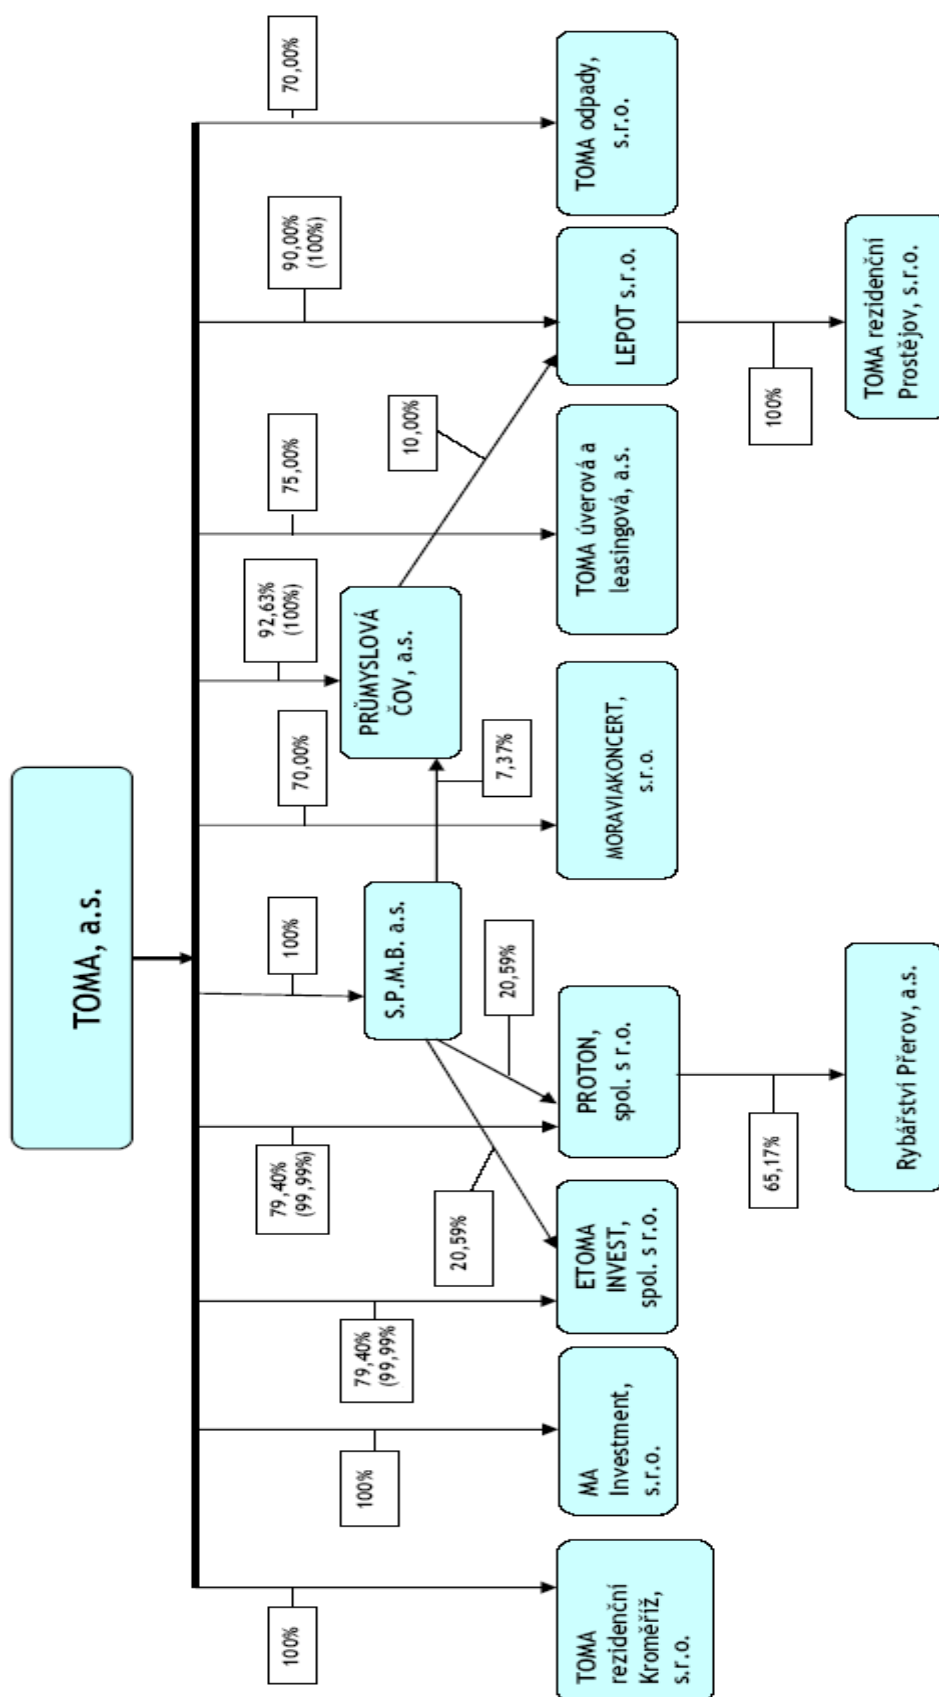 TOMA, a.s.
100%
100%
79,40%
(99,99%)
79,40%
(99,99%)
100%
70,00%
92,63%
(100%)
75,00%
90,00%
(100%)
70,00%
S.P.M.B. a.s.
PRŮMYSLOVÁ
ČOV, a.s.
20,59%
20,59%
7,37%
10,00%
TOMA
rezidenční
Kroměříž,
s.r.o.
MA
Investment,
s.r.o.
ETOMA
INVEST,
spol. s r.o.
PROTON,
spol. s r.o.
MORAVIAKONCERT,
s.r.o.
TOMA úverová a
leasingová, a.s.
LEPOT s.r.o.
TOMA odpady,
s.r.o.
65,17%
100%
Rybářství Přerov, a.s.
TOMA rezidenční
Prostějov, s.r.o.